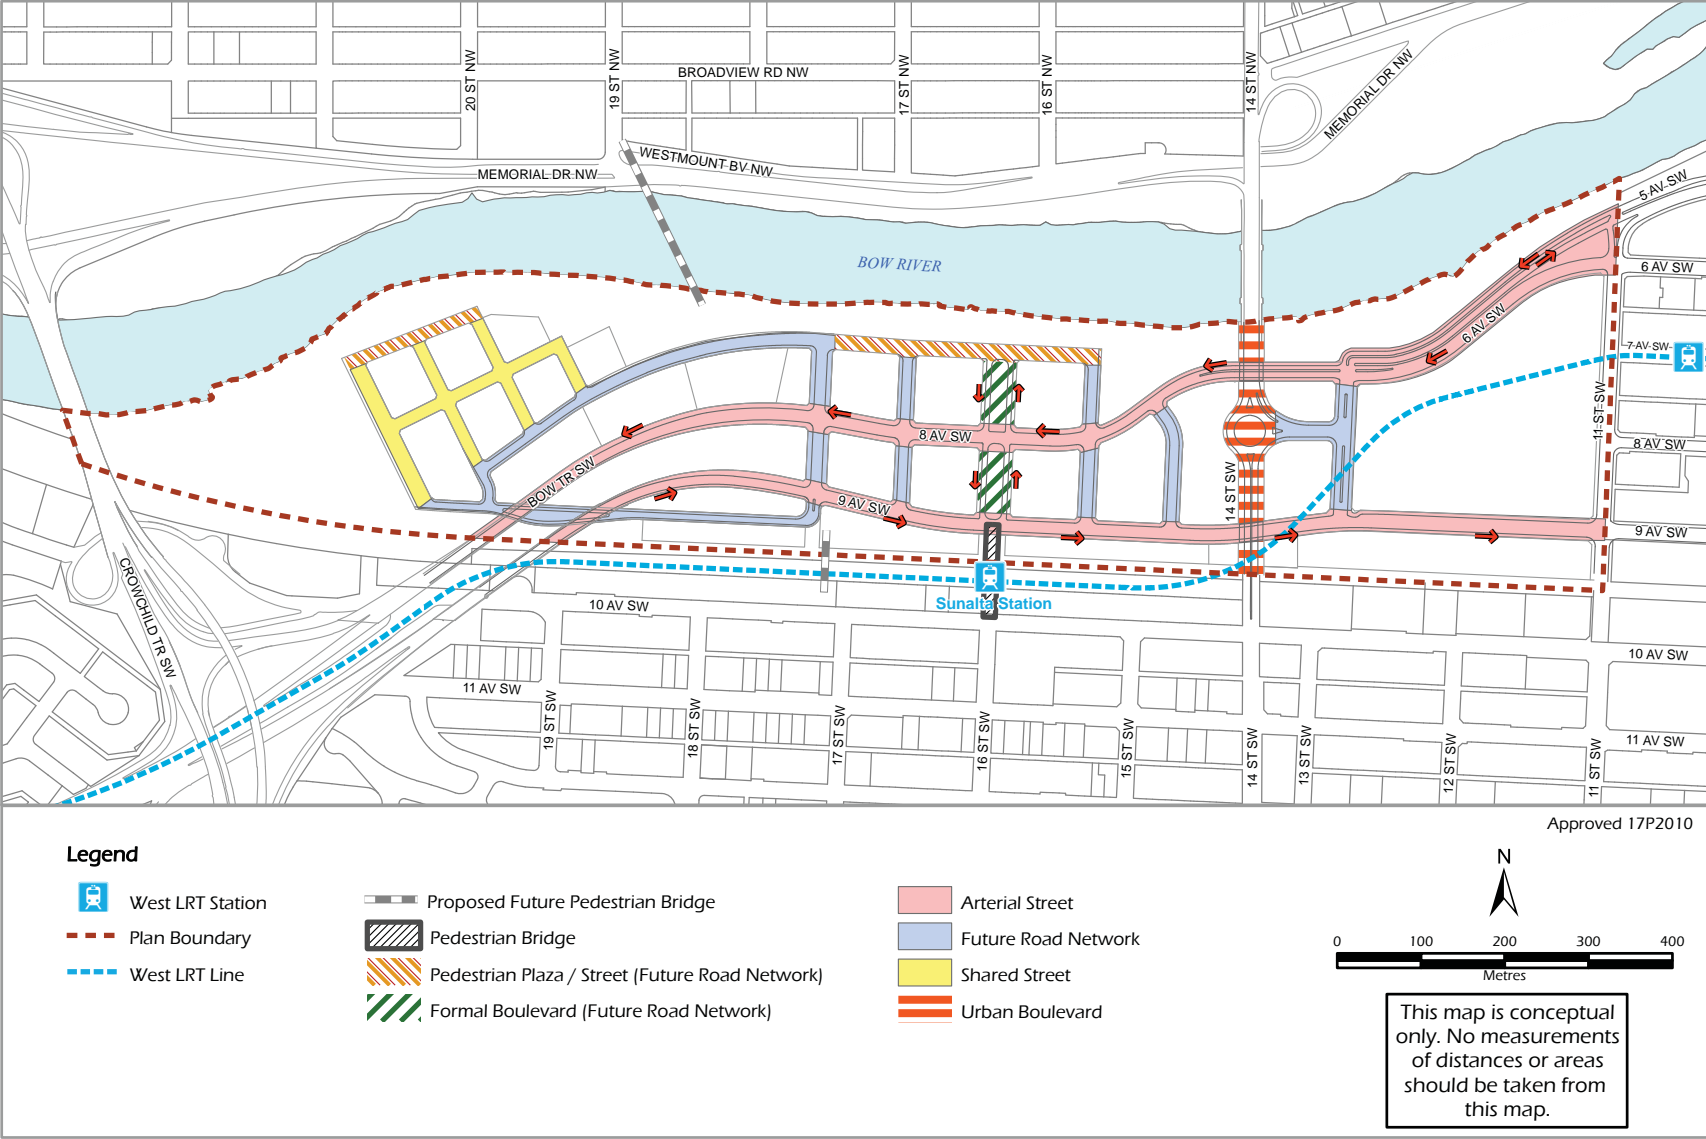 BROADVIEW RD NW
20 ST NW
19 ST NW
17 ST NW
16 ST NW
14 ST NW
MEMORIAL DR NW
WESTMOUNT BV NW
MEMORIAL DR NW
5 AV SW
BOW RIVER
6 AV SW
6 AV SW
7 AV SW
11 ST SW
8 AV SW
8 AV SW
BOW TR SW
9 AV SW
14 ST SW
9 AV SW
CROWCHILD TR SW
Sunalta Station
10 AV SW
10 AV SW
11 AV SW
11 AV SW
19 ST SW
18 ST SW
17 ST SW
16 ST SW
15 ST SW
14 ST SW
13 ST SW
12 ST SW
11 ST SW
Approved 17P2010
Legend
West LRT Station
Plan Boundary
West LRT Line
Proposed Future Pedestrian Bridge
Pedestrian Bridge
Pedestrian Plaza / Street (Future Road Network)
Formal Boulevard (Future Road Network)
Arterial Street
Future Road Network
Shared Street
Urban Boulevard
N
0 100 200 300 400
Metres
This map is conceptual
only. No measurements
of distances or areas
should be taken from
this map.